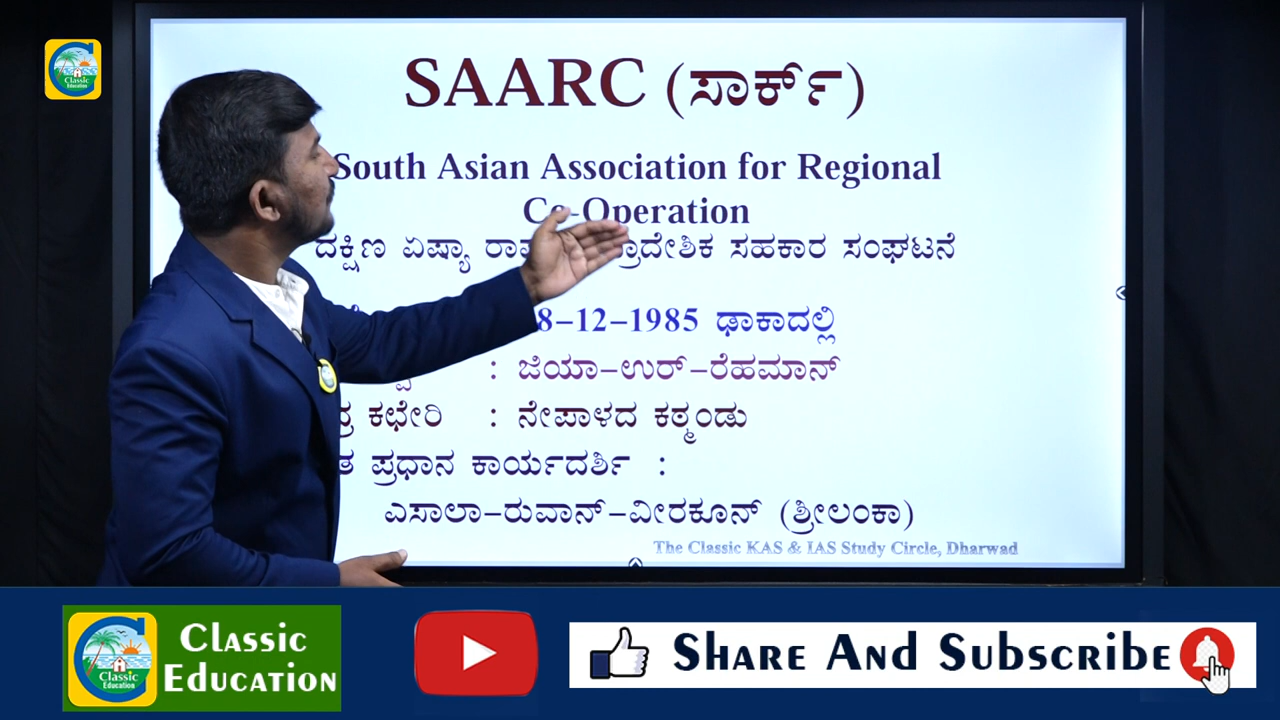 SAARC (ಸಾರ್ಕ್)
South Asian Association for Regional
Co-Operation
ದಕ್ಷಿಣ ಏಷ್ಯಾ ಪ್ರಾದೇಶಿಕ ಸಹಕಾರ ಸಂಘಟನೆ
8-12-1985 ಢಾಕಾದಲ್ಲಿ
: ಜಿಯಾ-ಉರ್-ರೆಹಮಾನ್
ಕಛೇರಿ : ನೇಪಾಳದ ಕಠ್ಮಂಡು
ಪ್ರಧಾನ ಕಾರ್ಯದರ್ಶಿ :
ಎಸಾಲಾ-ರುವಾನ್-ವೀರಕೂನ್ (ಶ್ರೀಲಂಕಾ)
The Classic KAS & IAS Study Circle, Dharwad
Classic
Education
Classic
Education
Classic
Education
Share And Subscribe